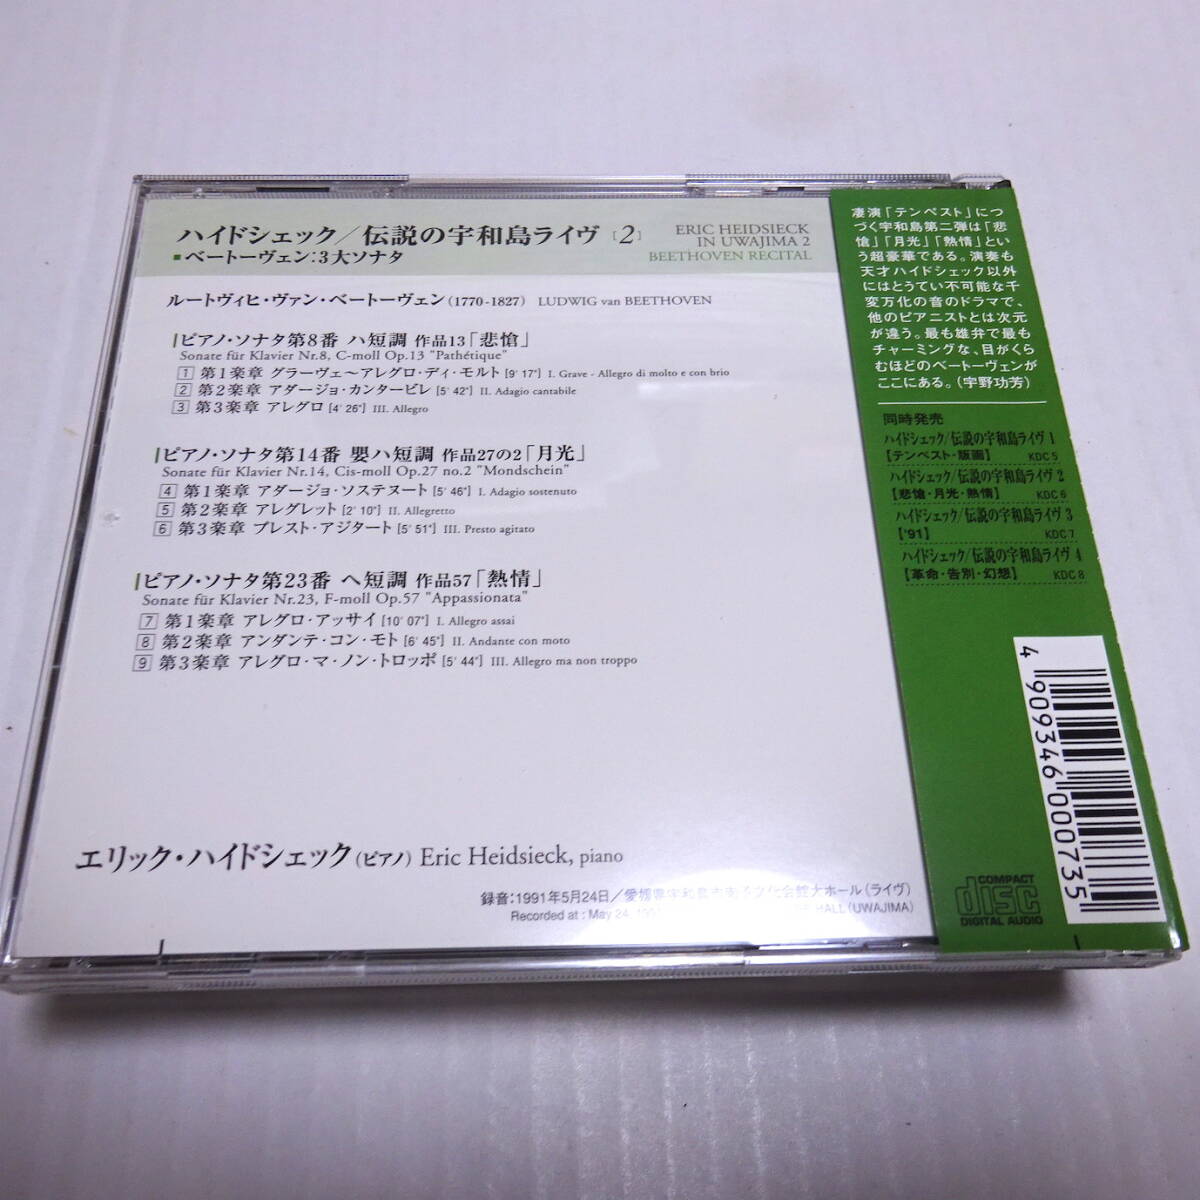 ハイドシェック/伝説の宇和島ライヴ [2]
■ベートーヴェン:3大ソナタ
ERIC HEIDSIECK
IN UWAJIMA 2
BEETHOVEN RECITAL
ルートヴィヒ・ヴァン・ベートーヴェン(1770-1827) LUDWIG van BEETHOVEN
ピアノ・ソナタ第8番 ハ短調 作品13「悲愴」
Sonate für Klavier Nr.8, C-moll Op.13 "Pathétique"
1 第1楽章 グラーヴェ〜アレグロ・ディ・モルト [9' 17"] I. Grave - Allegro di molto e con brio
2 第2楽章 アダージョ・カンタービレ [5' 42"] II. Adagio cantabile
3 第3楽章 アレグロ [4' 26"] III. Allegro
ピアノ・ソナタ第14番 嬰ハ短調 作品27の2「月光」
Sonate für Klavier Nr.14, Cis-moll Op.27 no.2 "Mondschein"
4 第1楽章 アダージョ・ソステヌート [5' 46"] I. Adagio sostenuto
5 第2楽章 アレグレット [2' 10"] II. Allegretto
6 第3楽章 プレスト・アジタート [5' 51"] III. Presto agitato
ピアノ・ソナタ第23番 ヘ短調 作品57「熱情」
Sonate für Klavier Nr.23, F-moll Op.57 "Appassionata"
7 第1楽章 アレグロ・アッサイ [10' 07"] I. Allegro assai
8 第2楽章 アンダンテ・コン・モト [6' 45"] II. Andante con moto
9 第3楽章 アレグロ・マ・ノン・トロッポ [5' 44"] III. Allegro ma non troppo
エリック・ハイドシェック(ピアノ) Eric Heidsieck, piano
録音:1991年5月24日/愛媛県宇和島市 文化会館大ホール(ライヴ)
Recorded at : May 24, HALL (UWAJIMA)
凄演「テンペスト」につ
づく宇和島第二弾は「悲
愴」「月光」「熱情」とい
う超豪華である。演奏も
天才ハイドシェック以外
にはとうてい不可能な千
変万化の音のドラマで、
他のピアニストとは次元
が違う。最も雄弁で最も
チャーミングな、目がくら
むほどのベートーヴェンが
ここにある。(宇野功芳)
同時発売
ハイドシェック/伝説の宇和島ライヴ 1
【テンペスト・版画】 KDC 5
ハイドシェック/伝説の宇和島ライヴ 2
【悲愴・月光・熱情】 KDC 6
ハイドシェック/伝説の宇和島ライヴ 3
【'91】 KDC 7
ハイドシェック/伝説の宇和島ライヴ 4
【革命・告別・幻想】 KDC 8
4 909346 000735
COMPACT
disc
DIGITAL AUDIO